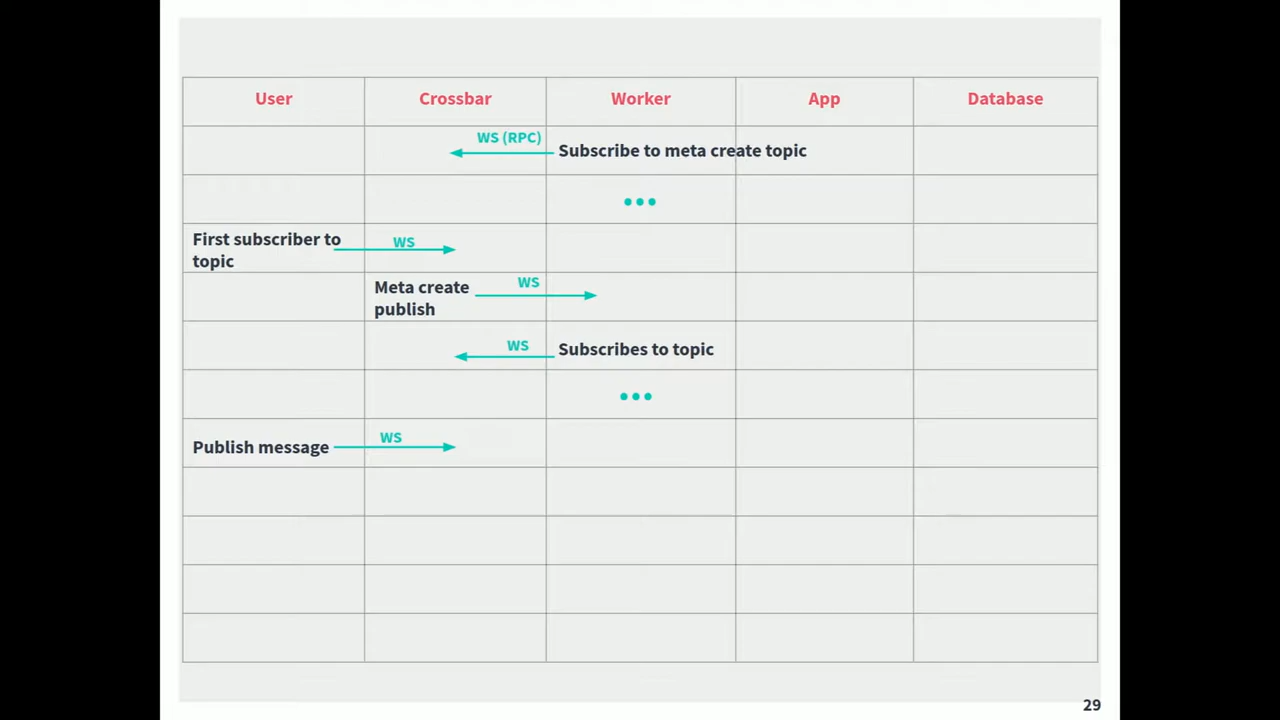 User Crossbar Worker App Database
WS (RPC)
Subscribe to meta create topic
First subscriber to
topic
WS
Meta create
publish
WS
WS
Subscribes to topic
Publish message
WS
29